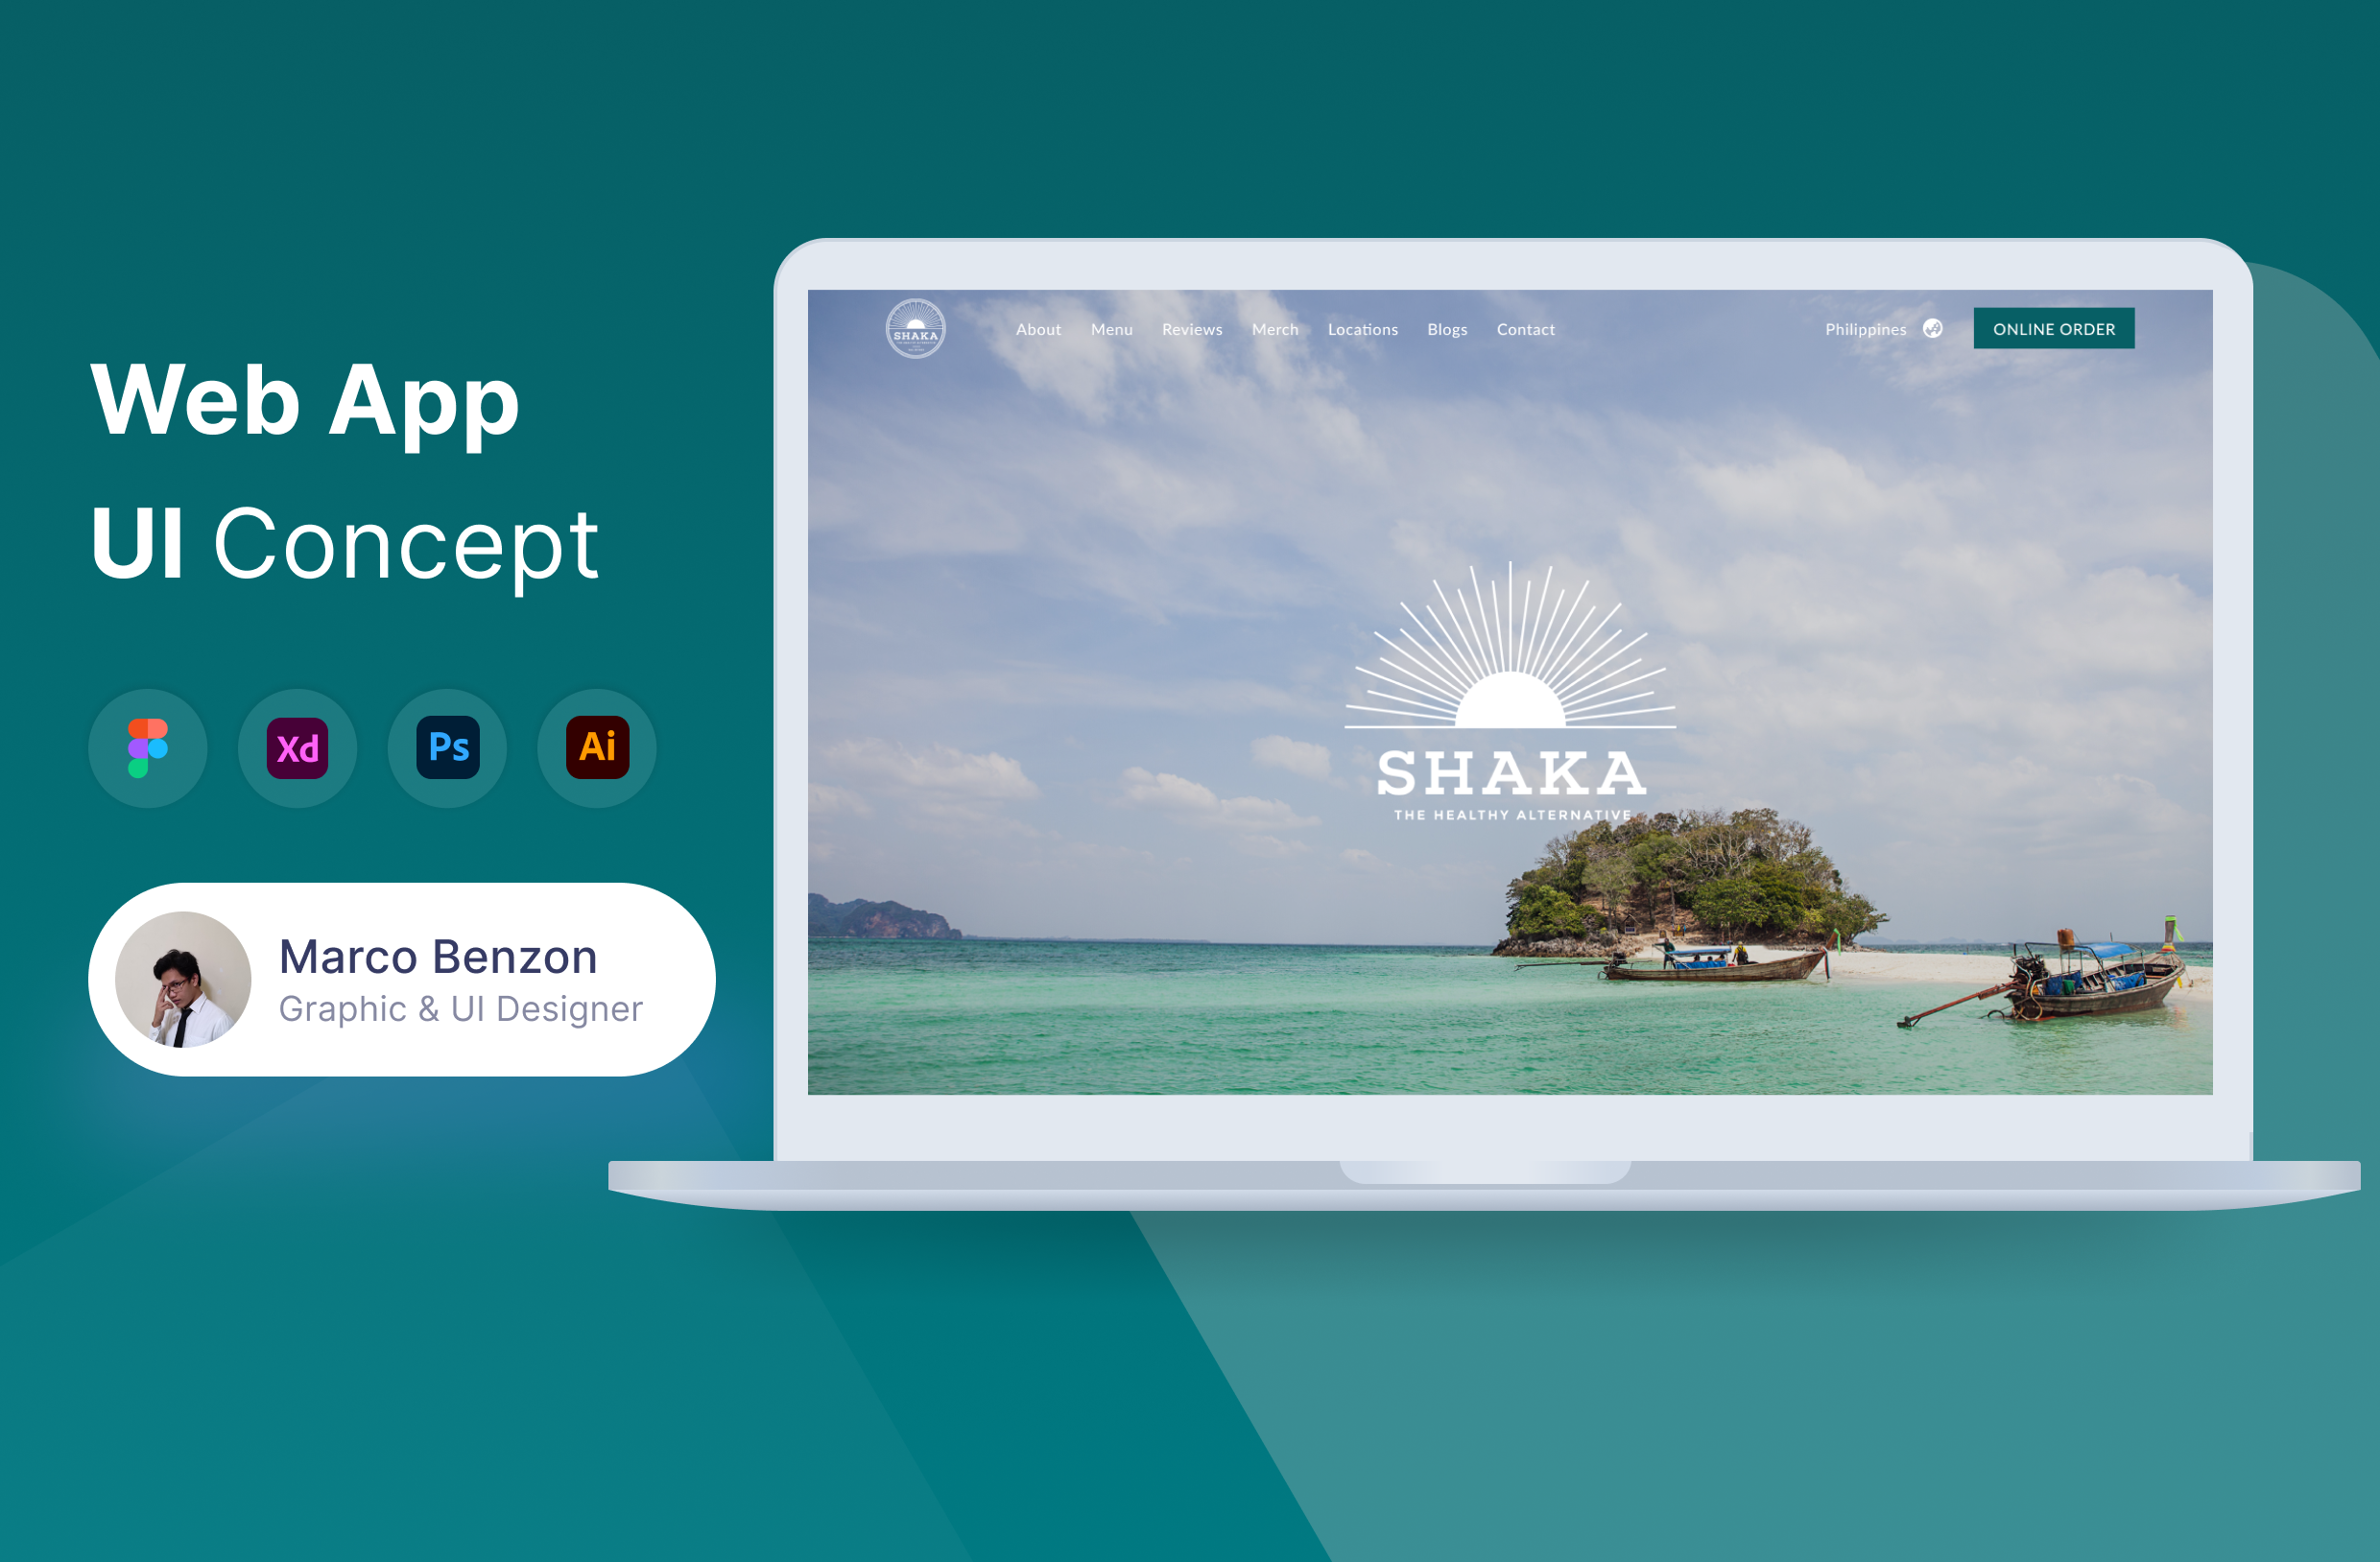 Web App
UI Concept
Xd Ps Ai
Marco Benzon
Graphic & UI Designer
SHAKA
About Menu Reviews Merch Locations Blogs Contact Philippines ONLINE ORDER
SHAKA
THE HEALTHY ALTERNATIVE